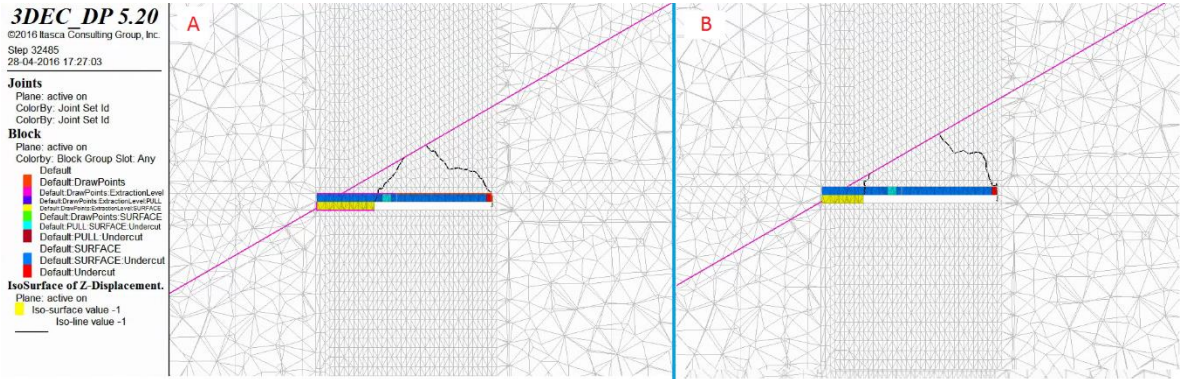 3DEC_DP 5.20
©2016 Itasca Consulting Group, Inc.
Step 32485
28-04-2016 17:27:03
Joints
Plane: active on
ColorBy: Joint Set Id
ColorBy: Joint Set Id
Block
Plane: active on
Colorby: Block Group Slot: Any
Default
Default:DrawPoints
Default:DrawPoints:ExtractionLevel
Default:DrawPoints:ExtractionLevel:PULL
Default:DrawPoints:ExtractionLevel:SURFACE
Default:DrawPoints:SURFACE
Default:PULL:SURFACE:Undercut
Default:PULL:Undercut
Default:SURFACE
Default:SURFACE:Undercut
Default:Undercut
IsoSurface of Z-Displacement.
Plane: active on
Iso-surface value -1
Iso-line value -1
A
B